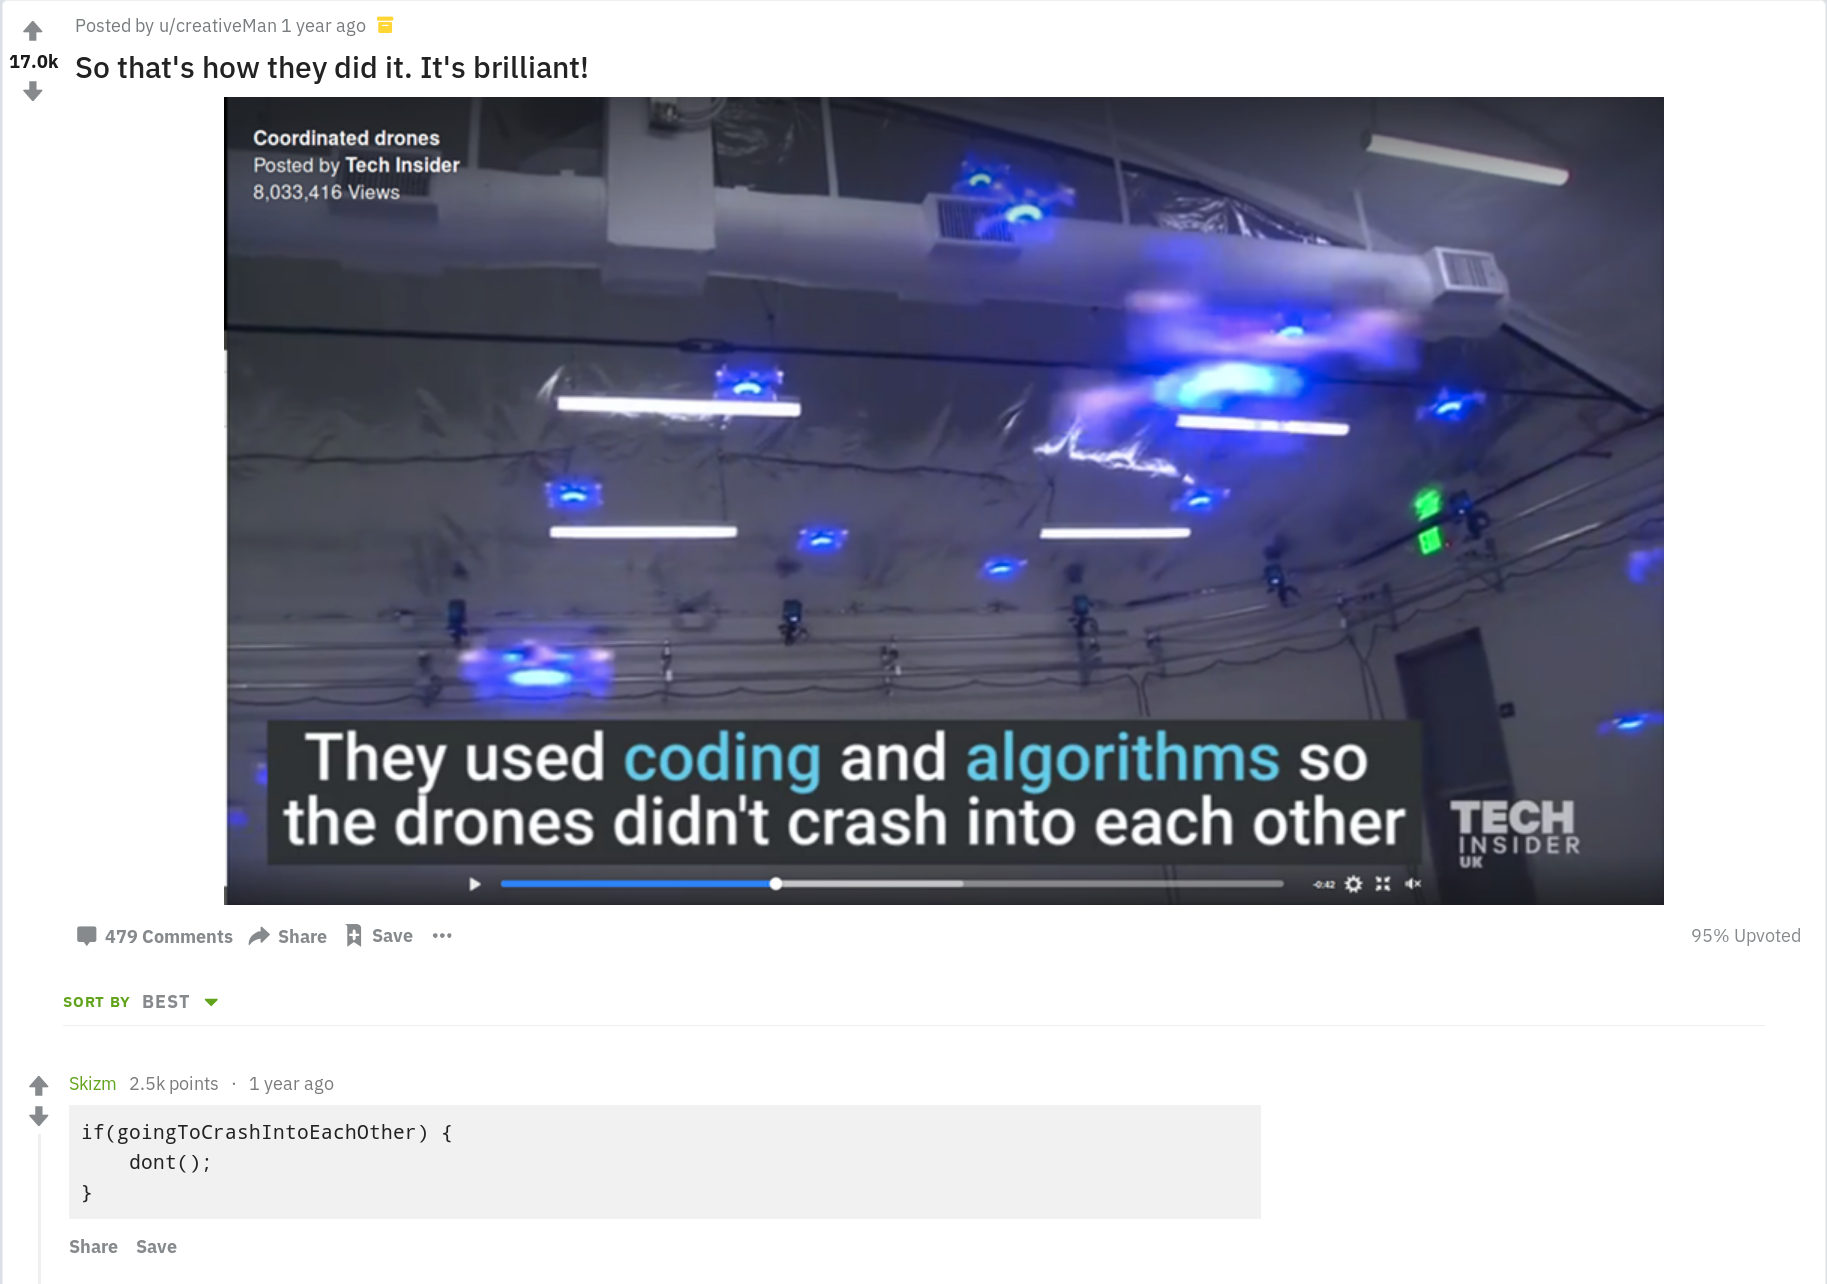 Posted by u/creativeMan 1 year ago
17.0k
So that's how they did it. It's brilliant!
Coordinated drones
Posted by Tech Insider
8,033,416 Views
They used coding and algorithms so
the drones didn't crash into each other
TECH
INSIDER
UK
-0:42
479 Comments Share Save
95% Upvoted
SORT BY BEST
Skizm 2.5k points · 1 year ago
if(goingToCrashIntoEachOther) {
    dont();
}
Share Save